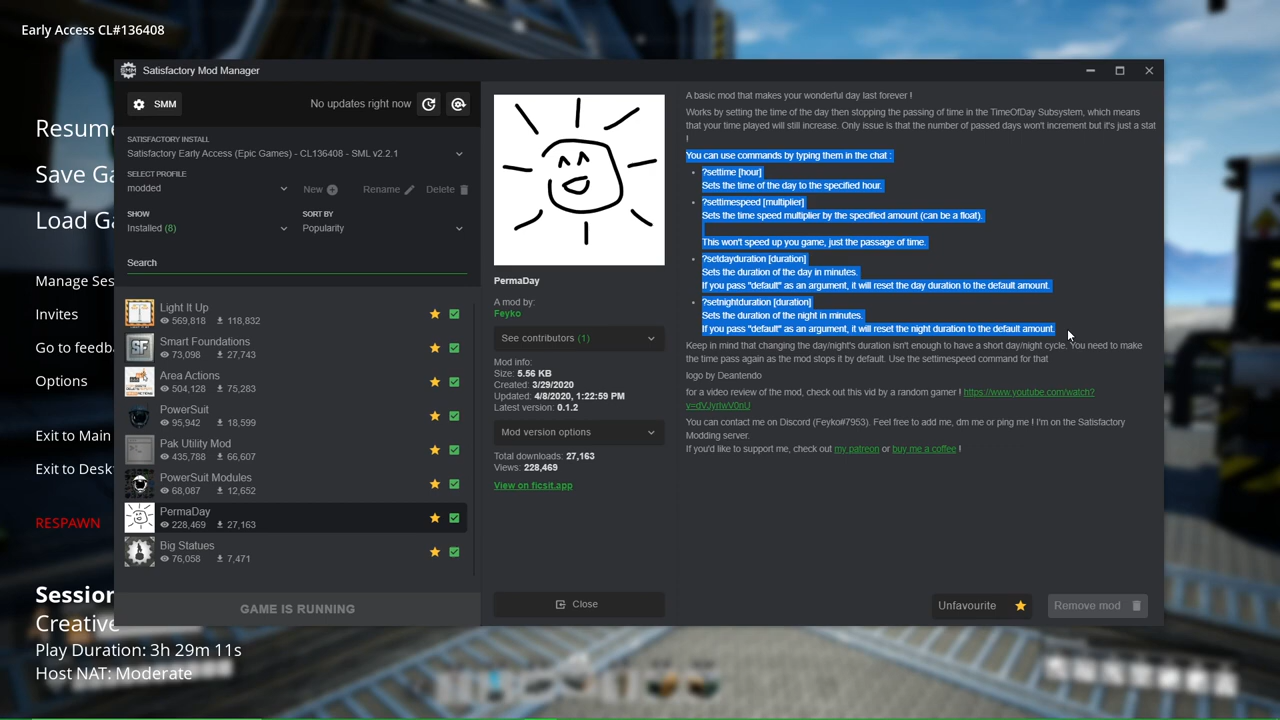 Early Access CL#136408
Resume
Save Ga
Load Ga
Manage Ses
Invites
Go to feedb
Options
Exit to Main
Exit to Desk
RESPAWN
Session
Creative
Play Duration: 3h 29m 11s
Host NAT: Moderate
SMM
Satisfactory Mod Manager
SMM
No updates right now
SATISFACTORY INSTALL
Satisfactory Early Access (Epic Games) - CL136408 - SML v2.2.1
SELECT PROFILE
modded
New
Rename
Delete
SHOW
Installed (8)
SORT BY
Popularity
Search
Light It Up
569,818 118,832
Smart Foundations
73,098 27,743
SF
Area Actions
504,128 75,283
PowerSuit
95,942 18,599
Pak Utility Mod
435,788 66,607
PowerSuit Modules
68,087 12,652
PermaDay
228,469 27,163
Big Statues
76,058 7,471
GAME IS RUNNING
PermaDay
A mod by:
Feyko
See contributors (1)
Mod info:
Size: 5.56 KB
Created: 3/29/2020
Updated: 4/8/2020, 1:22:59 PM
Latest version: 0.1.2
Mod version options
Total downloads: 27,163
Views: 228,469
View on ficsit.app
Close
A basic mod that makes your wonderful day last forever !
Works by setting the time of the day then stopping the passing of time in the TimeOfDay Subsystem, which means
that your time played will still increase. Only issue is that the number of passed days won't increment but it's just a stat
!
You can use commands by typing them in the chat :
• ?settime [hour]
Sets the time of the day to the specified hour.
• ?settimespeed [multiplier]
Sets the time speed multiplier by the specified amount (can be a float).
This won't speed up you game, just the passage of time.
• ?setdayduration [duration]
Sets the duration of the day in minutes.
If you pass "default" as an argument, it will reset the day duration to the default amount.
• ?setnightduration [duration]
Sets the duration of the night in minutes.
If you pass "default" as an argument, it will reset the night duration to the default amount.
Keep in mind that changing the day/night's duration isn't enough to have a short day/night cycle. You need to make
the time pass again as the mod stops it by default. Use the settimespeed command for that
logo by Deantendo
for a video review of the mod, check out this vid by a random gamer ! https://www.youtube.com/watch?
v=dVJyrIwV0nU
You can contact me on Discord (Feyko#7953). Feel free to add me, dm me or ping me ! I'm on the Satisfactory
Modding server.
If you'd like to support me, check out my patreon or buy me a coffee !
Unfavourite
Remove mod